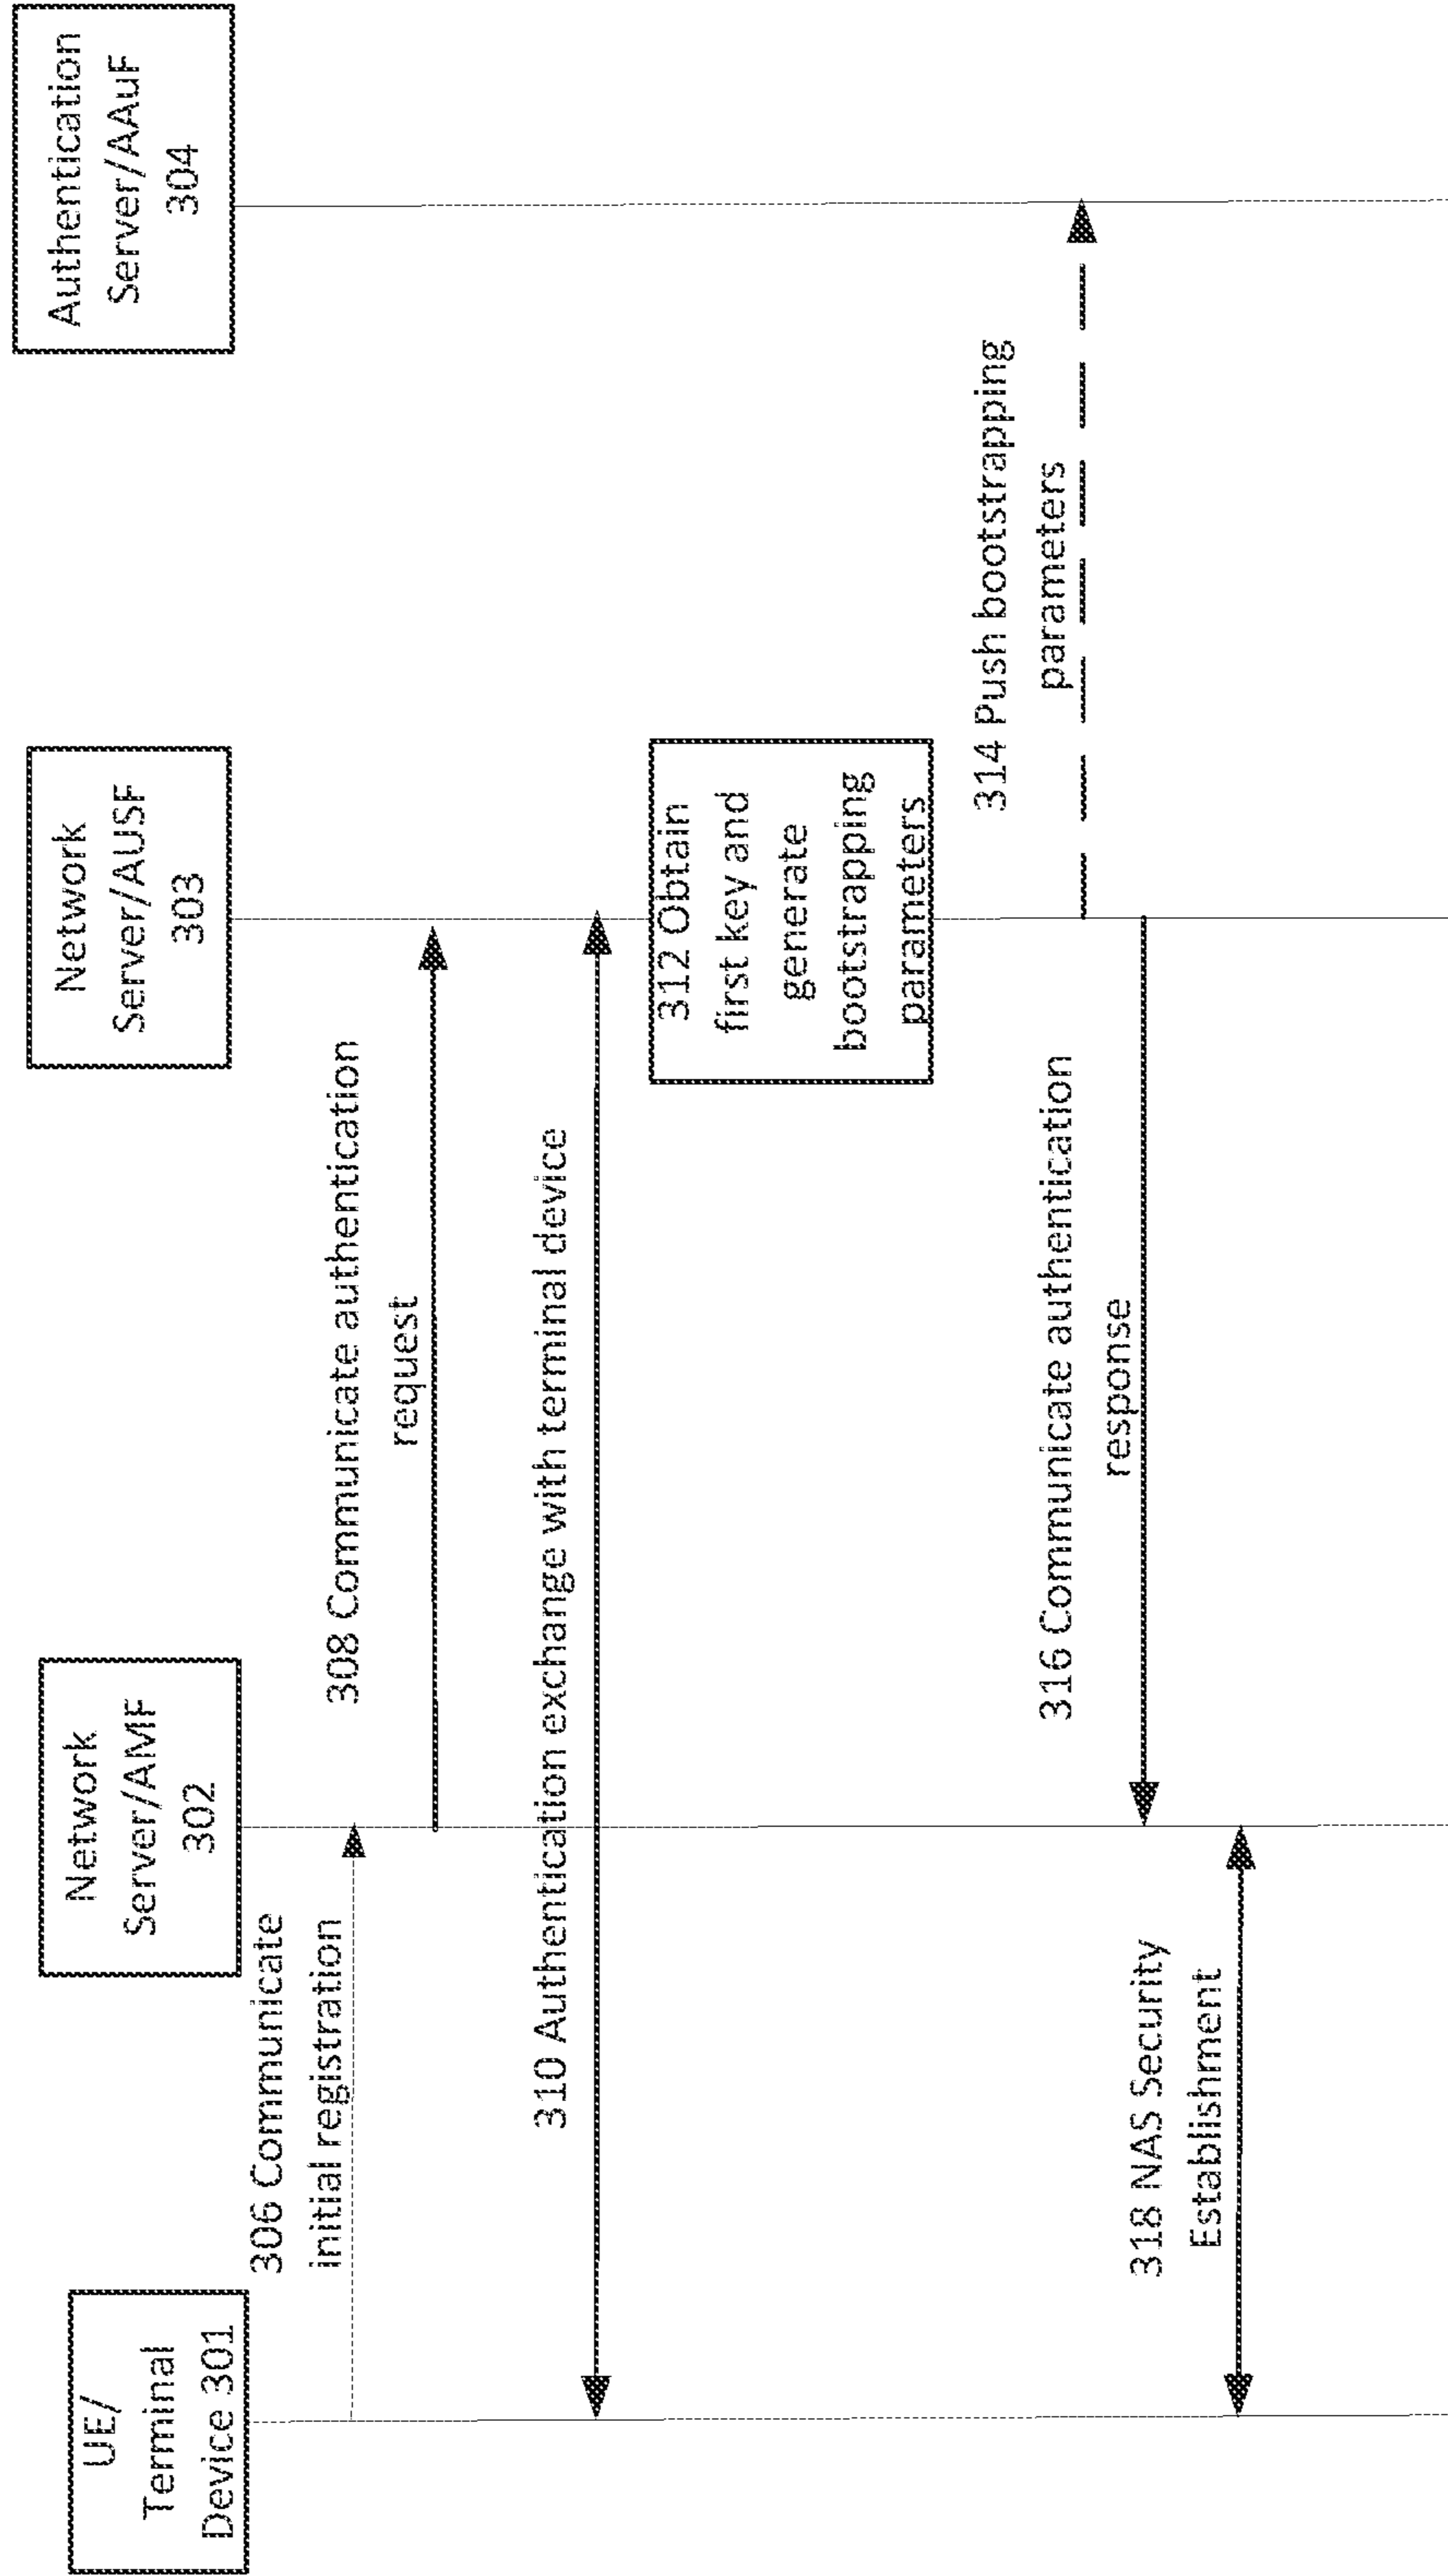 UE/
Terminal
Device 301
Network
Server/AMF
302
Network
Server/AUSF
303
Authentication
Server/AAuF
304
306 Communicate
initial registration
308 Communicate authentication
request
310 Authentication exchange with terminal device
312 Obtain
first key and
generate
bootstrapping
parameters
314 Push bootstrapping
parameters
316 Communicate authentication
response
318 NAS Security
Establishment